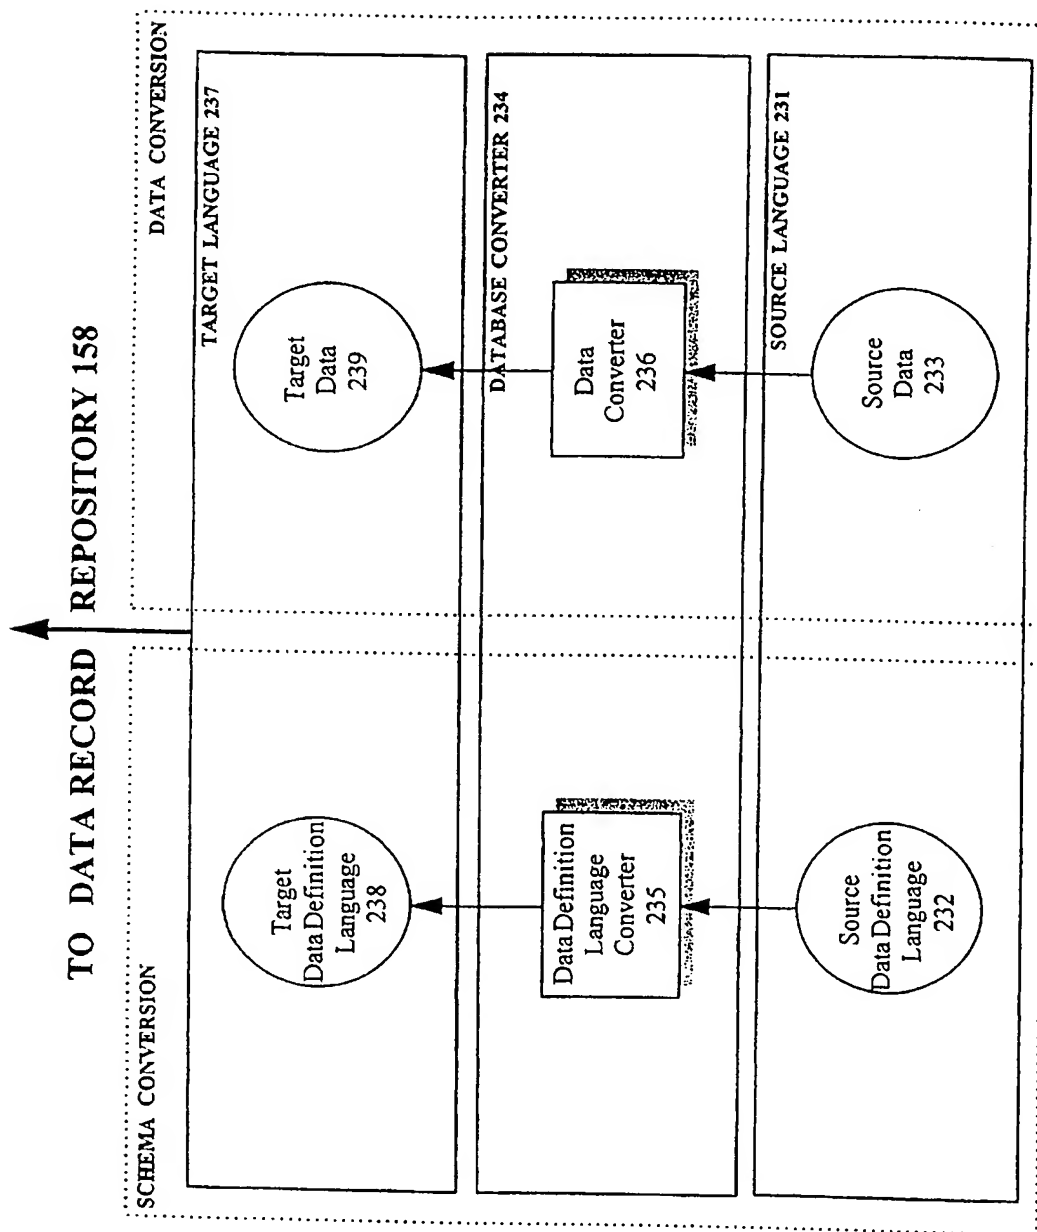 TO DATA RECORD REPOSITORY 158
SCHEMA CONVERSION
DATA CONVERSION
TARGET LANGUAGE 237
Target
Data Definition
Language
238
Target
Data
239
DATABASE CONVERTER 234
Data Definition
Language
Converter
235
Data
Converter
236
SOURCE LANGUAGE 231
Source
Data Definition
Language
232
Source
Data
233